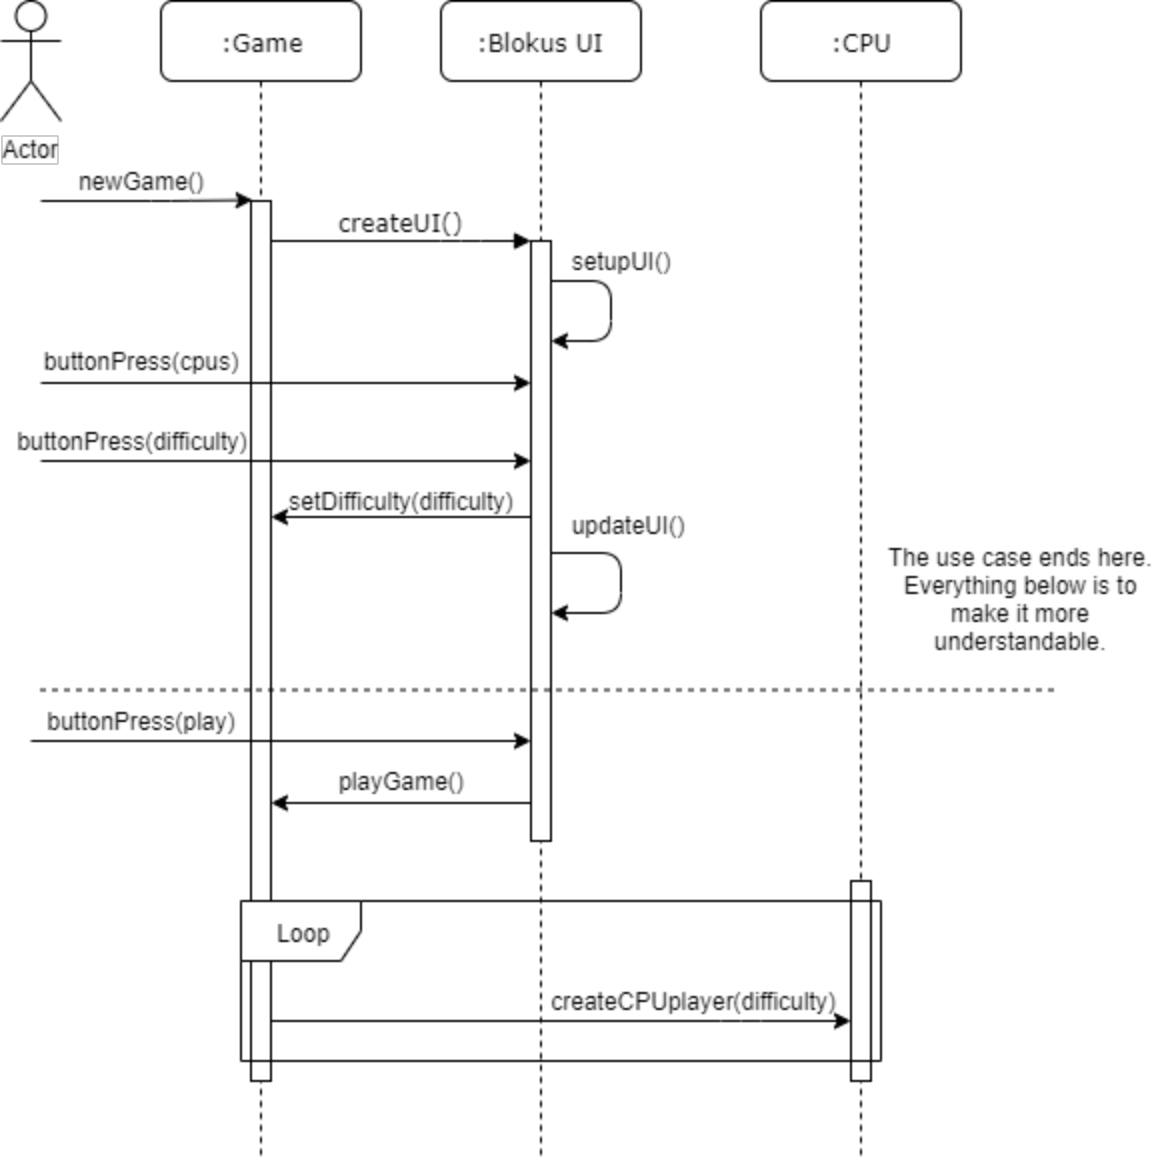 :Game
:Blokus UI
:CPU
Actor
newGame()
createUI()
setupUI()
buttonPress(cpus)
buttonPress(difficulty)
setDifficulty(difficulty)
updateUI()
The use case ends here.
Everything below is to
make it more
understandable.
buttonPress(play)
playGame()
Loop
createCPUplayer(difficulty)